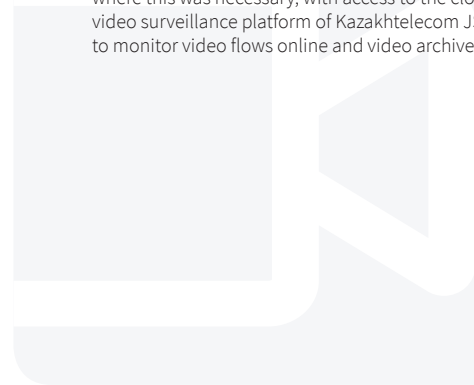 where this was necessary, with access to the clo
video surveillance platform of Kazakhtelecom J
to monitor video flows online and video archive